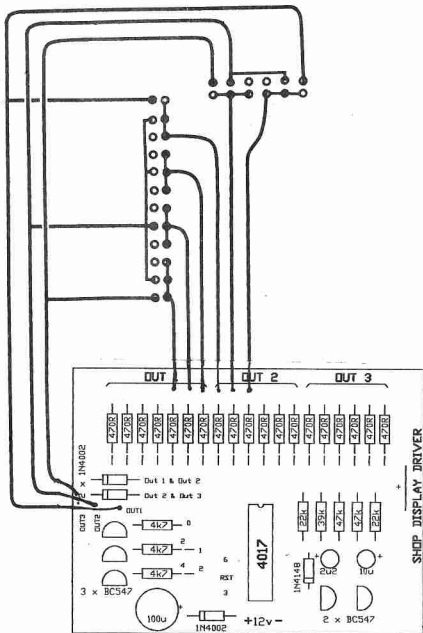 OUT OUT 2 OUT 3
470R 470R 470R 470R 470R 470R 470R 470R 470R 470R 470R 470R 470R 470R 470R 470R 470R 470R 470R
2 x 1N4002
Out 1 & Out 2
Out 2 & Out 3
OUT3 OUT2 OUT1
4k7 0
4k7 2 1
4k7 4 2
3 x BC547
100u
+
1N4002
6
RST
3
4017
+12v-
22k 39k 47k 22k
+ 2u2
+ 10u
1N4148
2 x BC547
+
SHOP DISPLAY DRIVER